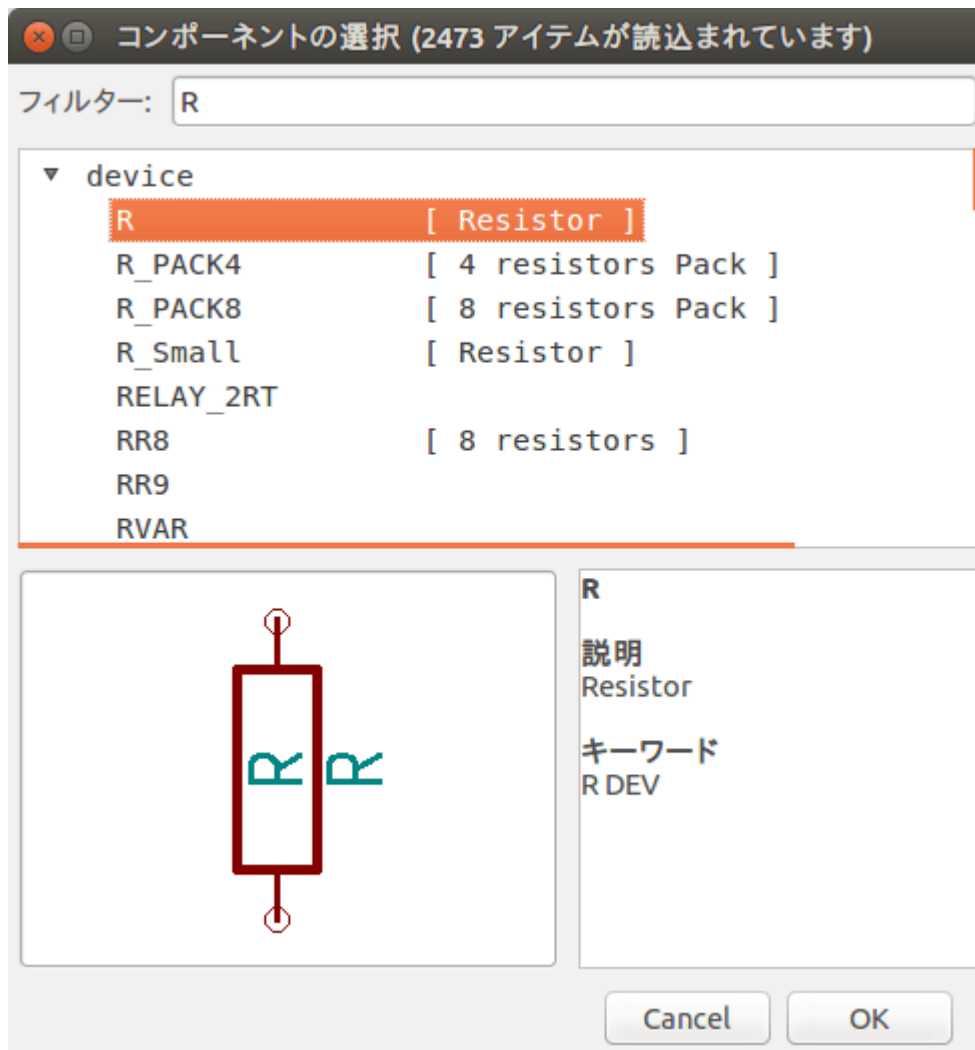 コンポーネントの選択 (2473 アイテムが読込まれています)
フィルター: R
device
R [ Resistor ]
R_PACK4 [ 4 resistors Pack ]
R_PACK8 [ 8 resistors Pack ]
R_Small [ Resistor ]
RELAY_2RT
RR8 [ 8 resistors ]
RR9
RVAR
R R
R
説明
Resistor
キーワード
R DEV
Cancel OK